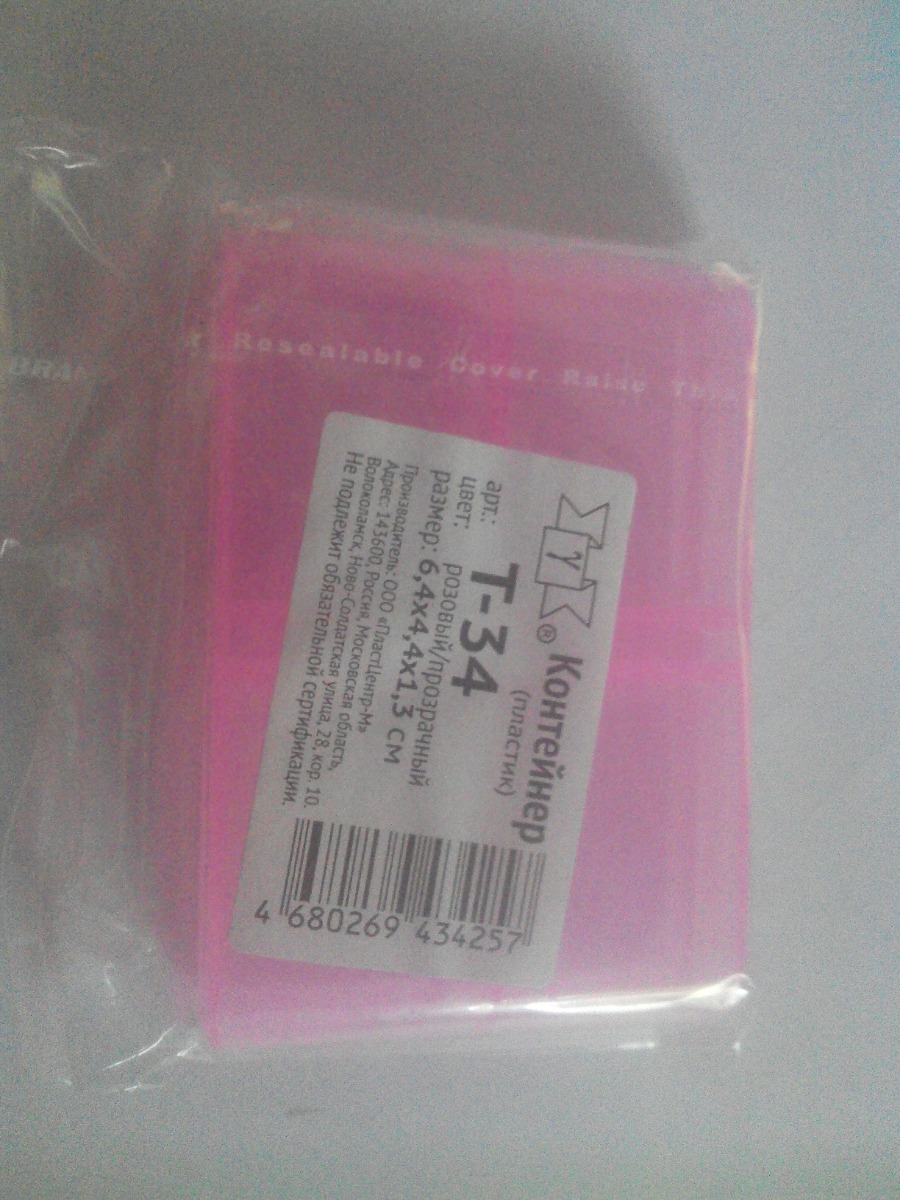 Resealable Cover Raise
γ ® Контейнер
(пластик)
арт.: Т-34
цвет: розовый/прозрачный
размер: 6,4х4,4х1,3 см
Производитель: ООО «ПластЦентр-М»
Адрес: 143600, Россия, Московская область,
Волоколамск, Ново-Солдатская улица, 28, кор. 10.
Не подлежит обязательной сертификации.
4 680269 434257